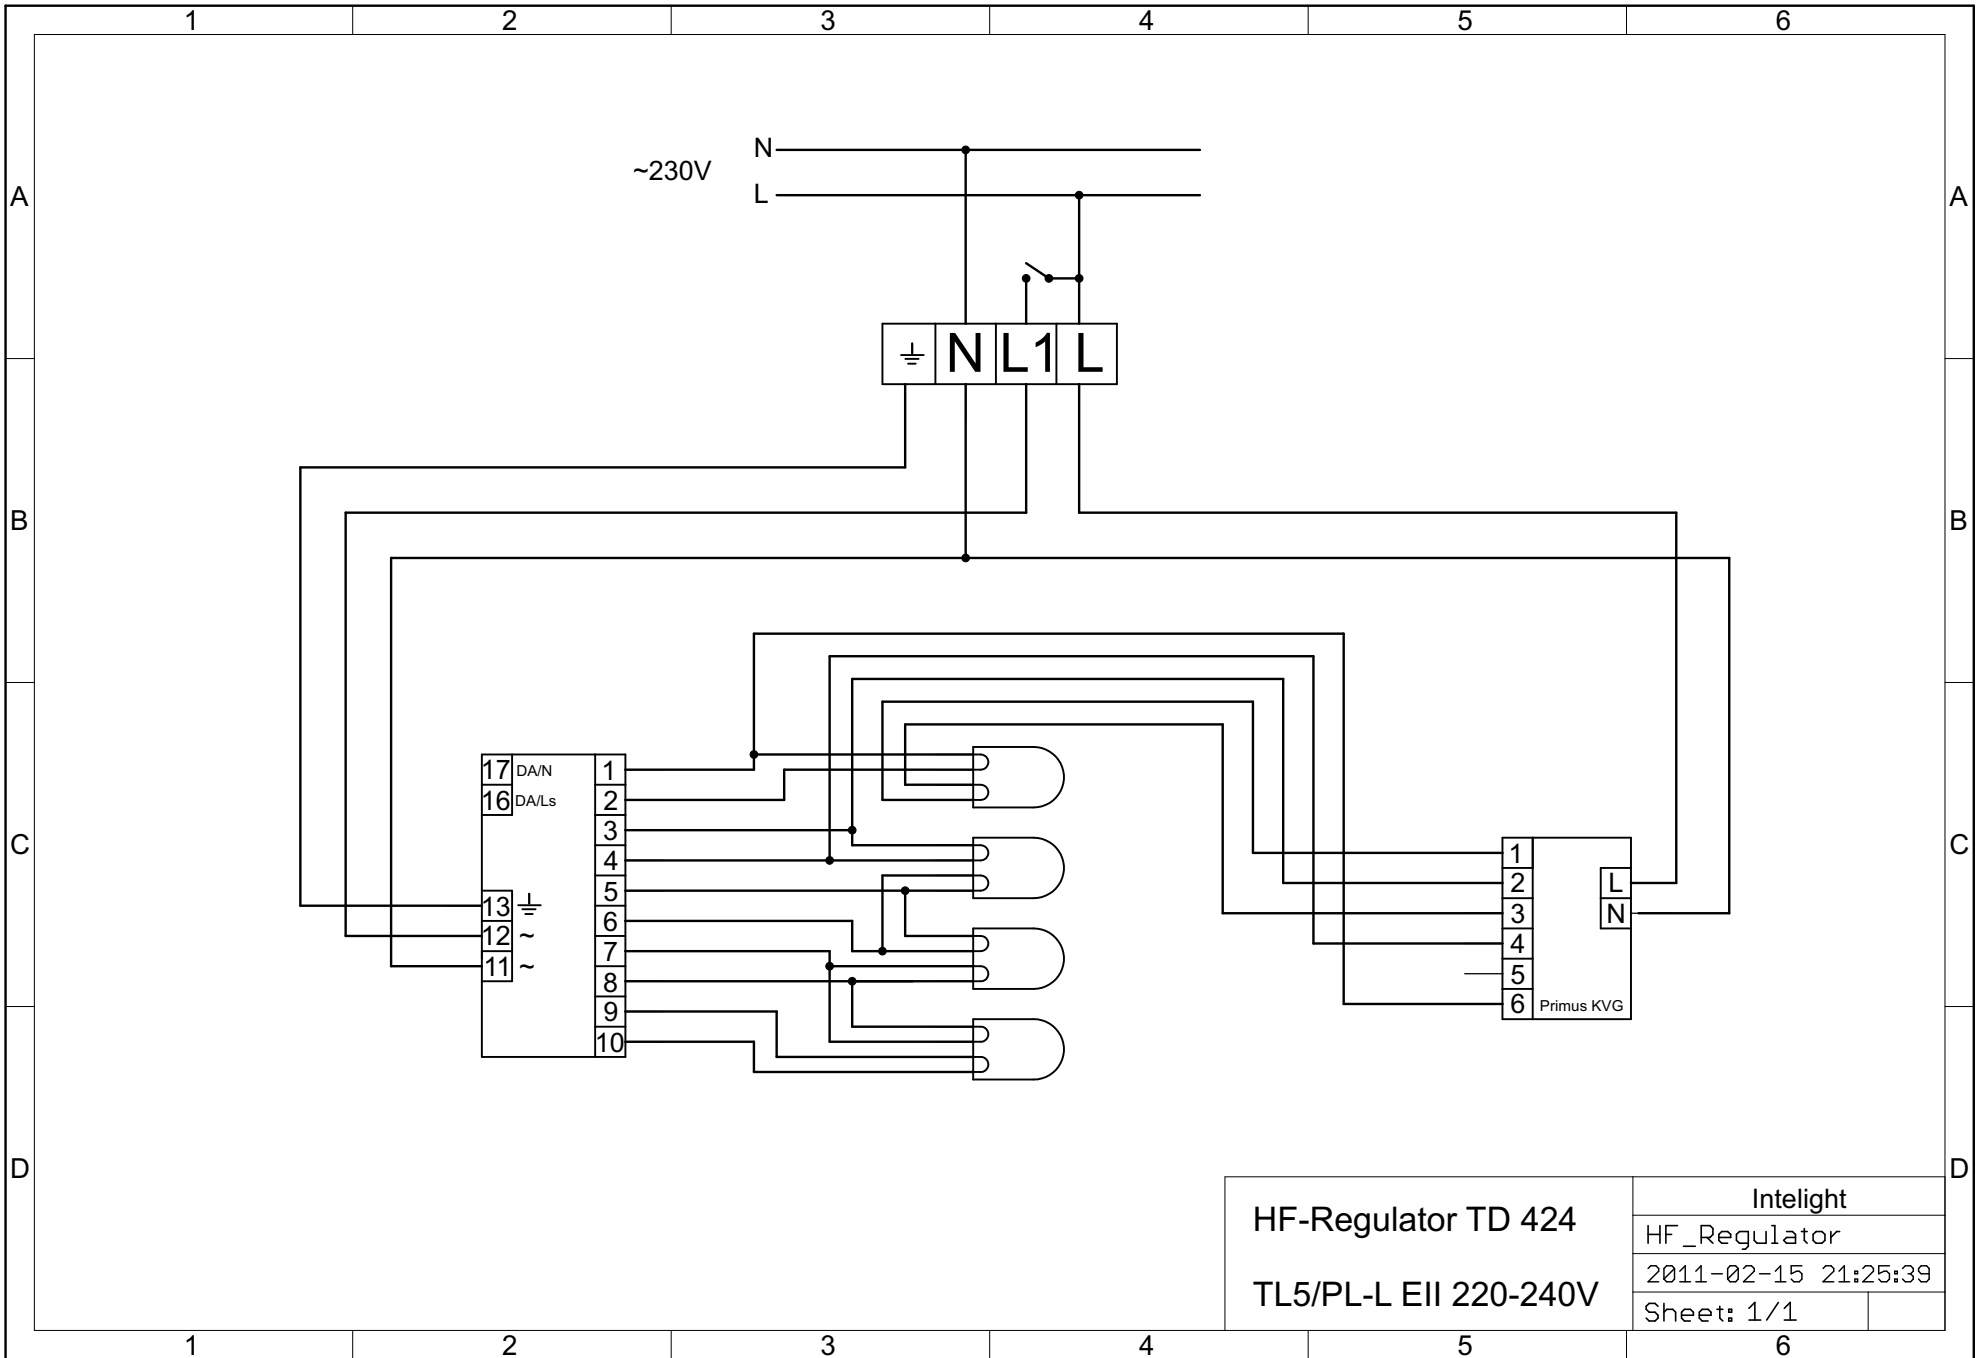 1 2 3 4 5 6
A A
B B
C C
D D
~230V
N
L
N L1 L
17 DA/N
16 DA/Ls
13
12 ~
11 ~
1
2
3
4
5
6
7
8
9
10
1
2
3
4
5
6
L
N
Primus KVG
HF-Regulator TD 424
TL5/PL-L EII 220-240V
Intelight
HF_Regulator
2011-02-15 21:25:39
Sheet: 1/1
1 2 3 4 5 6